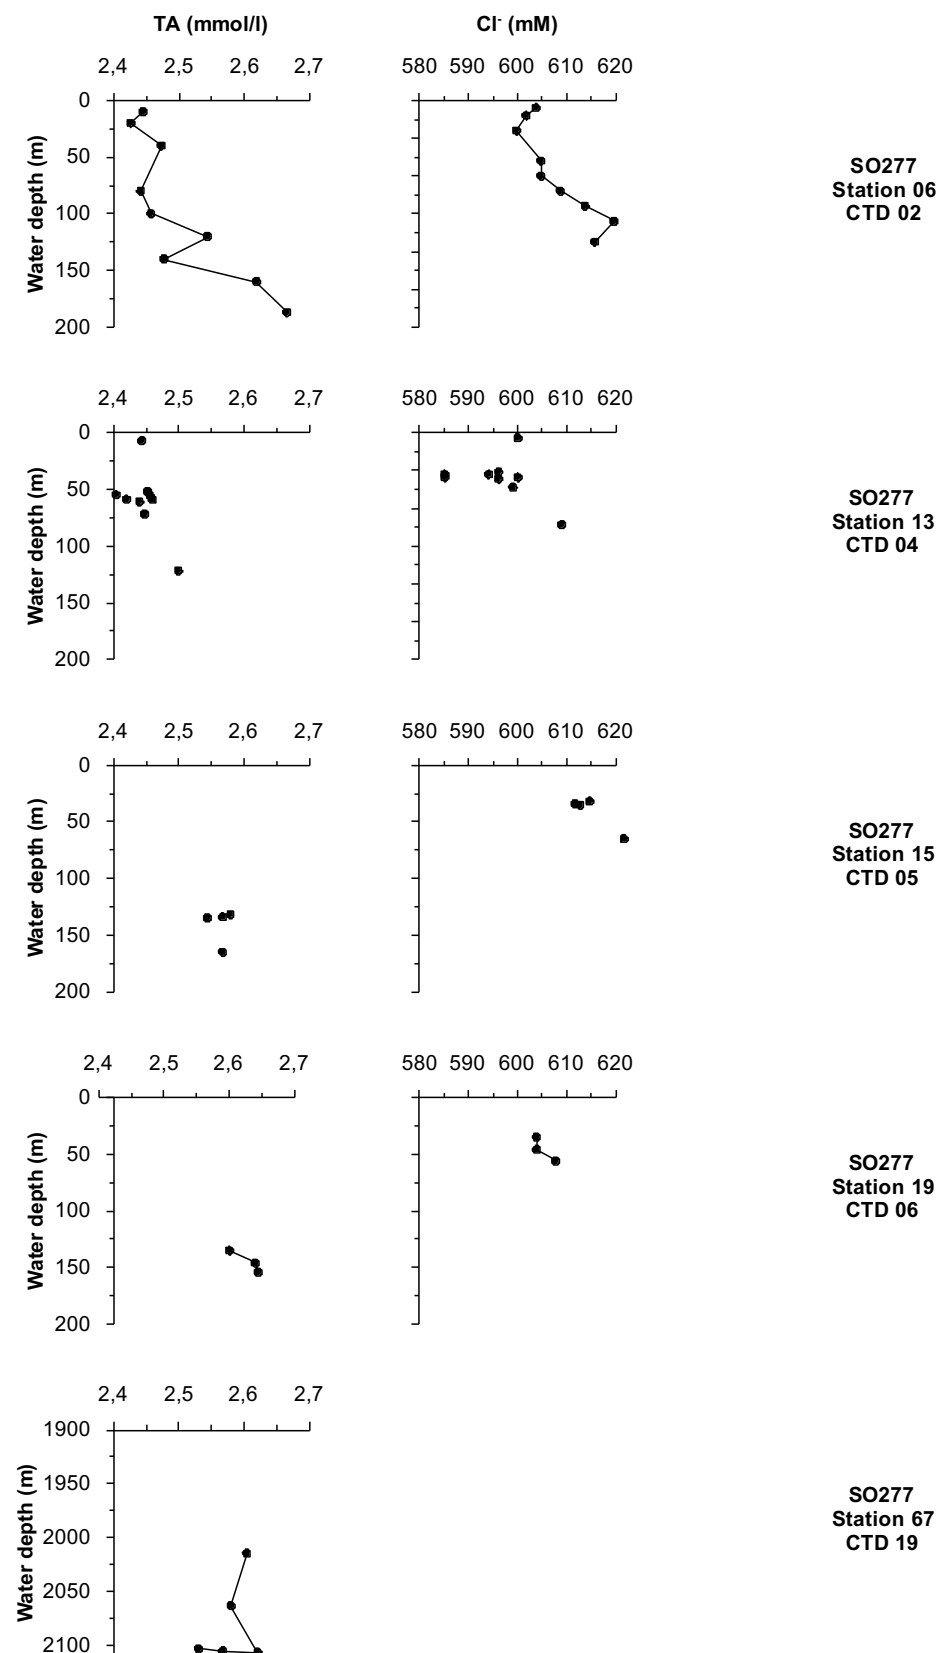 TA (mmol/l) Cl- (mM)
2,4 2,5 2,6 2,7 580 590 600 610 620
0
50
100
150
200
Water depth (m)
SO277
Station 06
CTD 02
2,4 2,5 2,6 2,7 580 590 600 610 620
0
50
100
150
200
Water depth (m)
SO277
Station 13
CTD 04
2,4 2,5 2,6 2,7 580 590 600 610 620
0
50
100
150
200
Water depth (m)
SO277
Station 15
CTD 05
2,4 2,5 2,6 2,7 580 590 600 610 620
0
50
100
150
200
Water depth (m)
SO277
Station 19
CTD 06
2,4 2,5 2,6 2,7
1900
1950
2000
2050
2100
Water depth (m)
SO277
Station 67
CTD 19